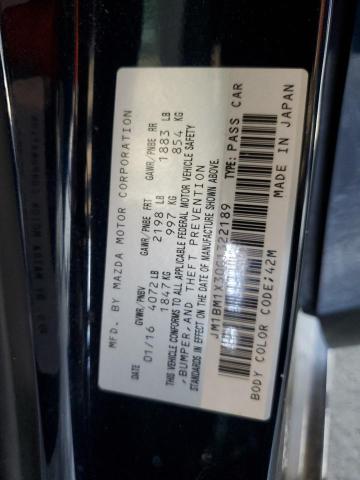 MFD. BY MAZDA MOTOR CORPORATION
DATE GVWR/PNBV GAWR/PNBE FRT GAWR/PNBE RR
01/16 4072 LB 2198 LB 1883 LB
1847 KG 997 KG 854 KG
THIS VEHICLE CONFORMS TO ALL APPLICABLE FEDERAL MOTOR VEHICLE SAFETY
,BUMPER,AND THEFT PREVENTION
STANDARDS IN EFFECT ON THE DATE OF MANUFACTURE SHOWN ABOVE.
JM1BM1X30G1322189 TYPE: PASS CAR
BODY COLOR CODE:42M MADE IN JAPAN